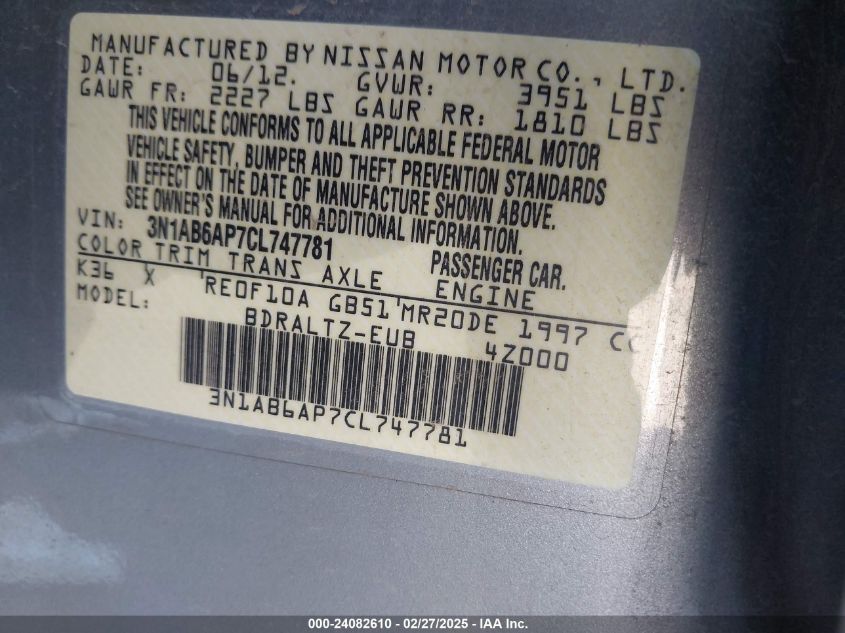 MANUFACTURED BY NISSAN MOTOR CO., LTD.
DATE: 06/12. GVWR: 3951 LBS
GAWR FR: 2227 LBS GAWR RR: 1810 LBS
THIS VEHICLE CONFORMS TO ALL APPLICABLE FEDERAL MOTOR
VEHICLE SAFETY, BUMPER AND THEFT PREVENTION STANDARDS
IN EFFECT ON THE DATE OF MANUFACTURE SHOWN ABOVE.
SEE OWNER'S MANUAL FOR ADDITIONAL INFORMATION.
VIN: 3N1AB6AP7CL747781 PASSENGER CAR.
COLOR TRIM TRANS AXLE ENGINE
K36 X RE0F10A GB51 MR20DE 1997 CC
MODEL: BDRALTZ-EUB 4Z000
3N1AB6AP7CL747781
000-24082610 - 02/27/2025 - IAA Inc.